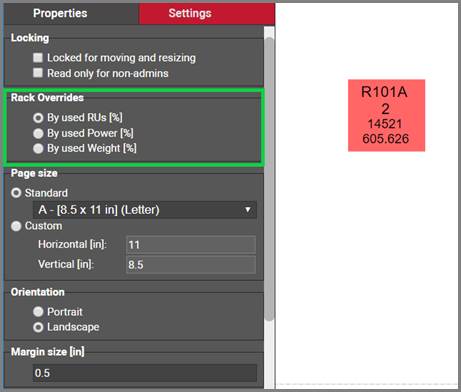 Properties
Settings
Locking
Locked for moving and resizing
Read only for non-admins
Rack Overrides
By used RUs [%]
By used Power [%]
By used Weight [%]
Page size
Standard
A - [8.5 x 11 in] (Letter)
Custom
Horizontal [in]: 11
Vertical [in]: 8.5
Orientation
Portrait
Landscape
Margin size [in]
0.5
R101A
2
14521
605.626